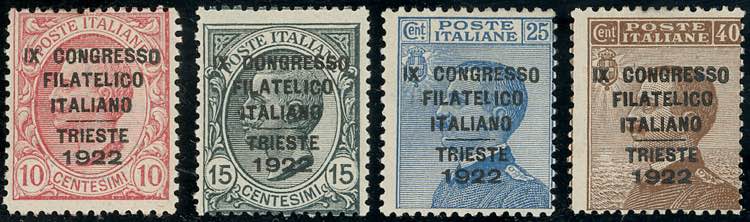 POSTE ITALIANE
IX CONGRESSO
FILATELICO
ITALIANO
TRIESTE
1922
10 10
CENTESIMI
POSTE ITALIANE
IX CONGRESSO
FILATELICO
ITALIANO
TRIESTE
1922
15 15
CENTESIMI
Cent POSTE 25
ITALIANE
IX CONGRESSO
FILATELICO
ITALIANO
TRIESTE
1922
Cent POSTE 40
ITALIANE
IX CONGRESSO
FILATELICO
ITALIANO
TRIESTE
1922